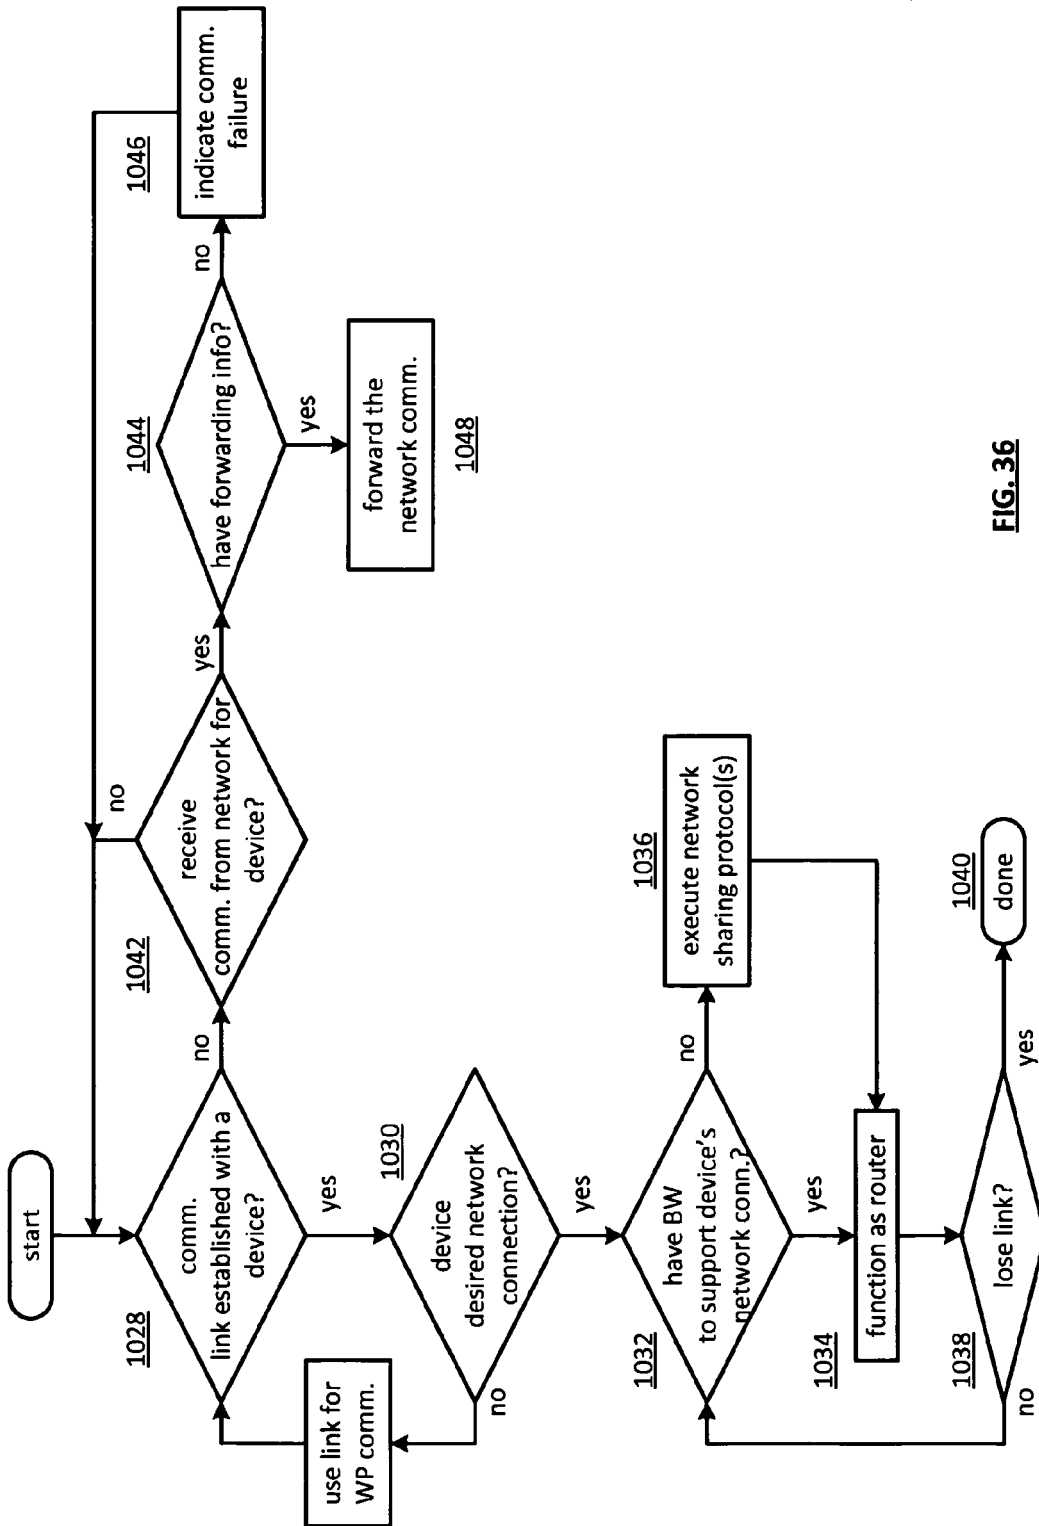 start
1028
comm.
link established with a
device?
no
yes
1042
receive
comm. from network for
device?
no
yes
1044
have forwarding info?
no
yes
1046
indicate comm.
failure
forward the
network comm.
1048
use link for
WP comm.
1030
device
desired network
connection?
no
yes
1032
have BW
to support device's
network conn.?
no
yes
1036
execute network
sharing protocol(s)
1034
function as router
1038
lose link?
no
yes
1040
done
FIG. 36